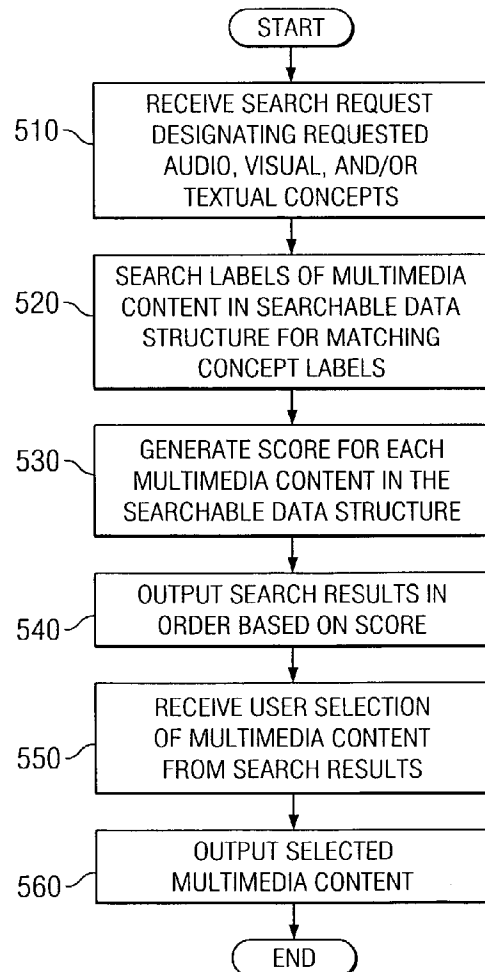 START
510
RECEIVE SEARCH REQUEST
DESIGNATING REQUESTED
AUDIO, VISUAL, AND/OR
TEXTUAL CONCEPTS
520
SEARCH LABELS OF MULTIMEDIA
CONTENT IN SEARCHABLE DATA
STRUCTURE FOR MATCHING
CONCEPT LABELS
530
GENERATE SCORE FOR EACH
MULTIMEDIA CONTENT IN THE
SEARCHABLE DATA STRUCTURE
540
OUTPUT SEARCH RESULTS IN
ORDER BASED ON SCORE
550
RECEIVE USER SELECTION
OF MULTIMEDIA CONTENT
FROM SEARCH RESULTS
560
OUTPUT SELECTED
MULTIMEDIA CONTENT
END